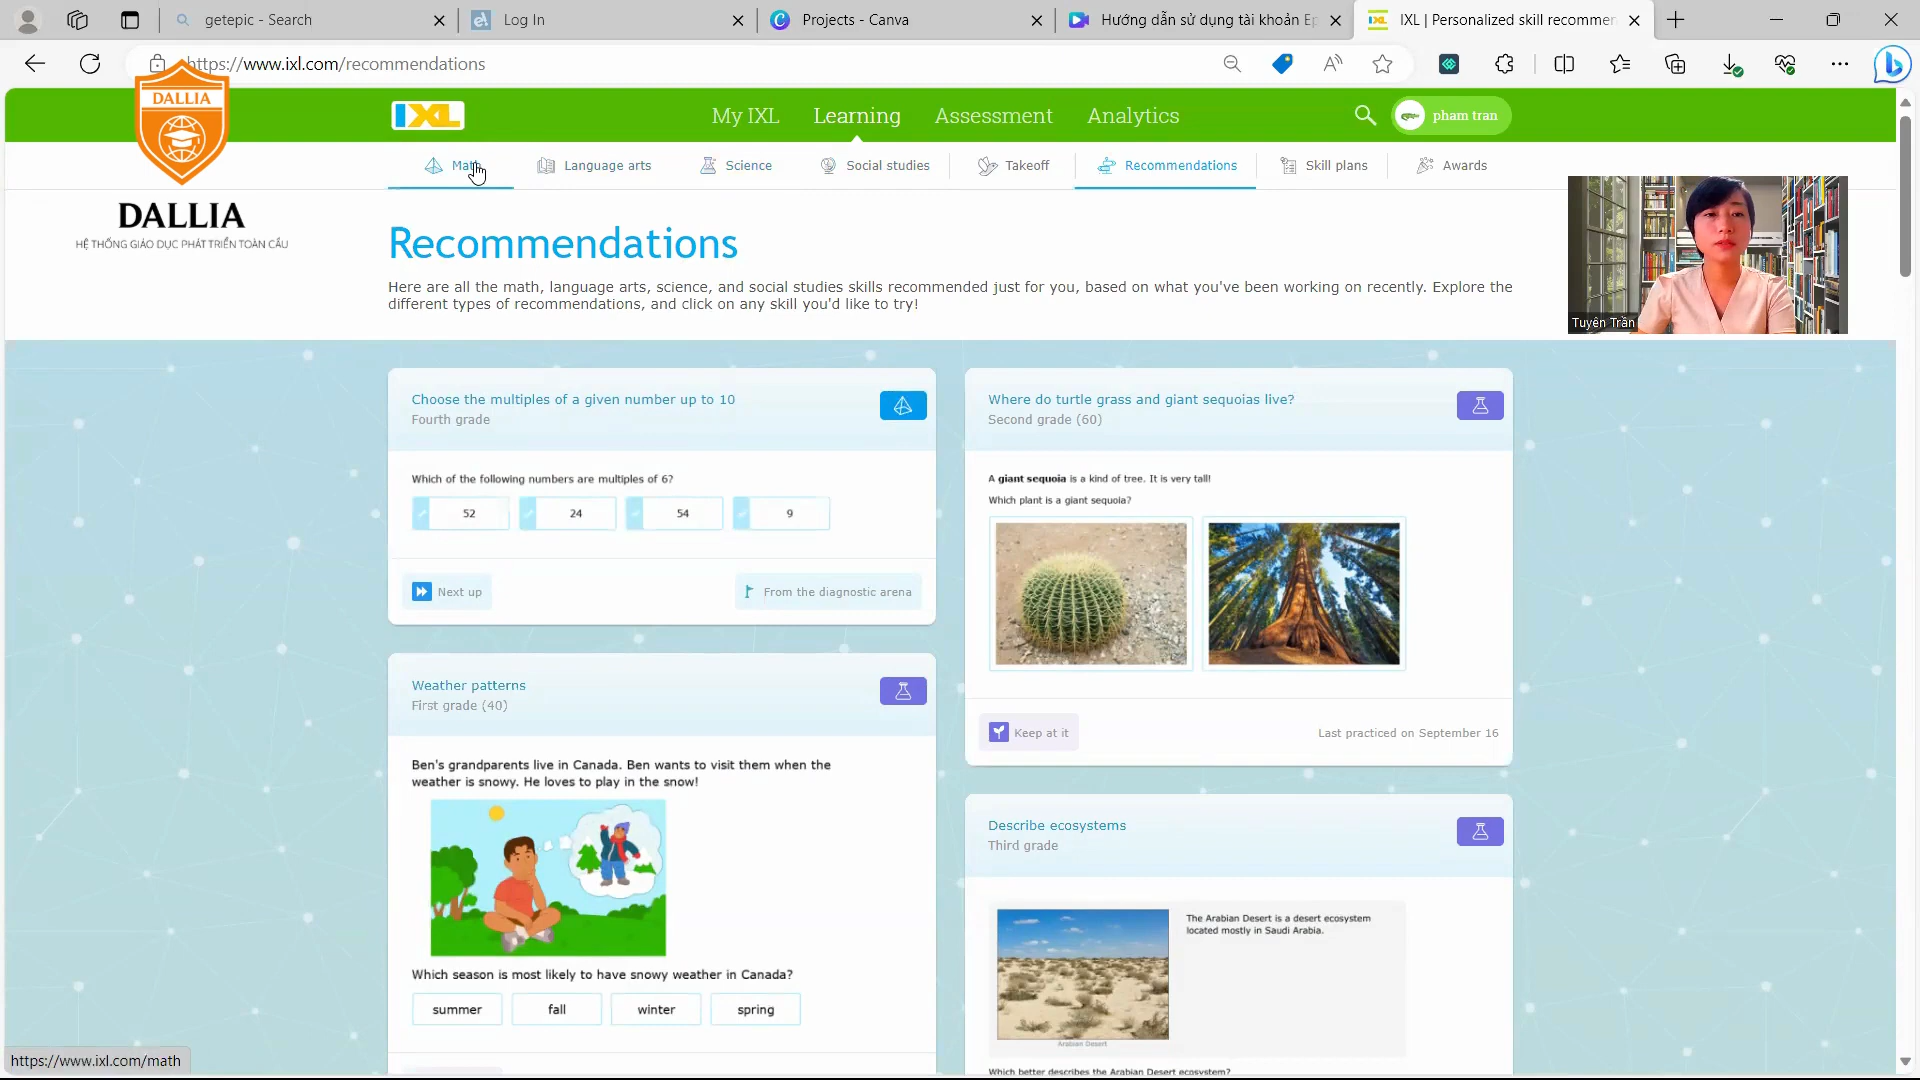 getepic - Search
Log In
Projects - Canva
Hướng dẫn sử dụng tài khoản Ep
IXL | Personalized skill recommen
https://www.ixl.com/recommendations
DALLIA
IXL
My IXL
Learning
Assessment
Analytics
pham tran
Math
Language arts
Science
Social studies
Takeoff
Recommendations
Skill plans
Awards
DALLIA
HỆ THỐNG GIÁO DỤC PHÁT TRIỂN TOÀN CẦU
Recommendations
Here are all the math, language arts, science, and social studies skills recommended just for you, based on what you've been working on recently. Explore the
different types of recommendations, and click on any skill you'd like to try!
Tuyên Trần
Choose the multiples of a given number up to 10
Fourth grade
Which of the following numbers are multiples of 6?
52
24
54
9
Next up
From the diagnostic arena
Where do turtle grass and giant sequoias live?
Second grade (60)
A giant sequoia is a kind of tree. It is very tall!
Which plant is a giant sequoia?
Keep at it
Last practiced on September 16
Weather patterns
First grade (40)
Ben's grandparents live in Canada. Ben wants to visit them when the
weather is snowy. He loves to play in the snow!
Which season is most likely to have snowy weather in Canada?
summer
fall
winter
spring
Describe ecosystems
Third grade
The Arabian Desert is a desert ecosystem
located mostly in Saudi Arabia.
Arabian Desert
Which better describes the Arabian Desert ecosystem?
https://www.ixl.com/math